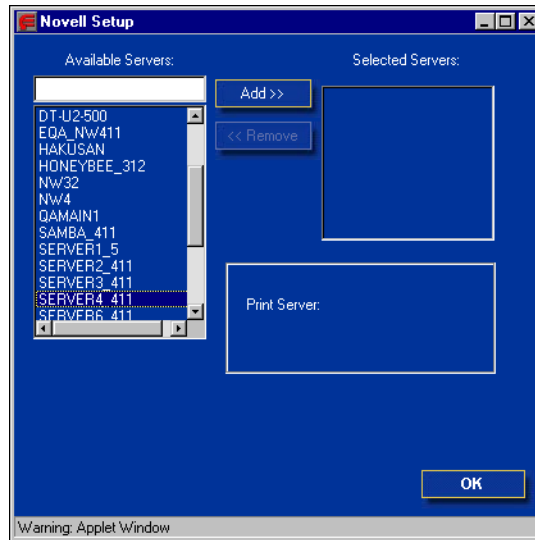 Novell Setup
Available Servers:
Selected Servers:
Add >>
<< Remove
DT-U2-500
EQA_NW411
HAKUSAN
HONEYBEE_312
NW32
NW4
QAMAIN1
SAMBA_411
SERVER1_5
SERVER2_411
SERVER3_411
SERVER4_411
SERVER6_411
Print Server:
OK
Warning: Applet Window